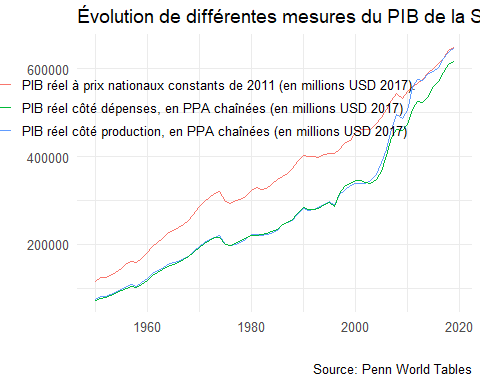 Évolution de différentes mesures du PIB de la S
600000
PIB réel à prix nationaux constants de 2011 (en millions USD 2017)
PIB réel côté dépenses, en PPA chaînées (en millions USD 2017)
PIB réel côté production, en PPA chaînées (en millions USD 2017)
400000
200000
1960 1980 2000 2020
Source: Penn World Tables